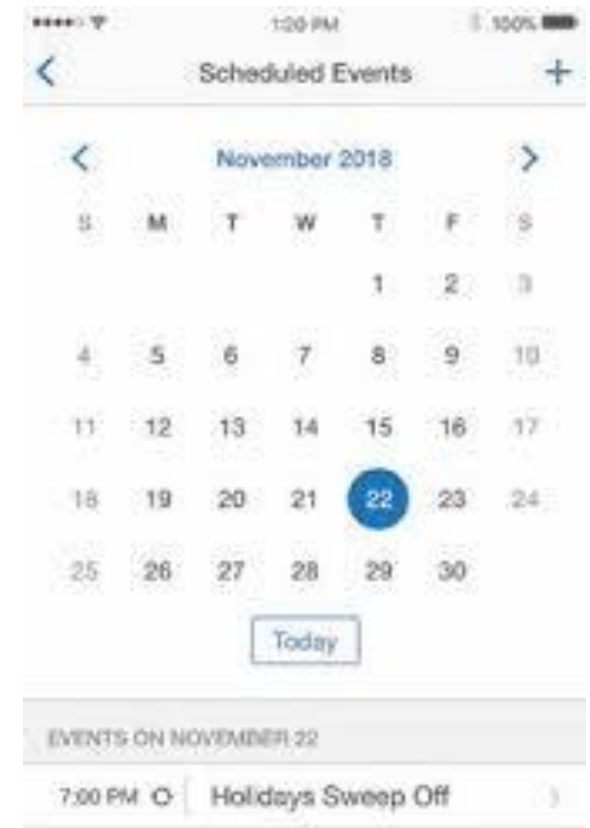 1:20 PM 100%
Scheduled Events +
November 2018
S M T W T F S
1 2 3
4 5 6 7 8 9 10
11 12 13 14 15 16 17
18 19 20 21 22 23 24
25 26 27 28 29 30
Today
EVENTS ON NOVEMBER 22
7:00 PM Holidays Sweep Off